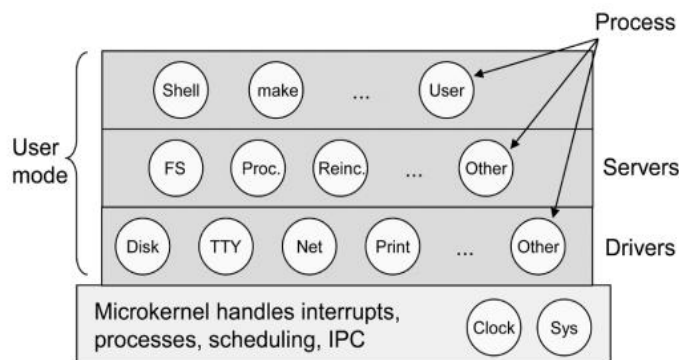 Process
Shell make ... User
User mode
FS Proc. Reinc. ... Other
Servers
Disk TTY Net Print ... Other
Drivers
Microkernel handles interrupts,
processes, scheduling, IPC
Clock Sys